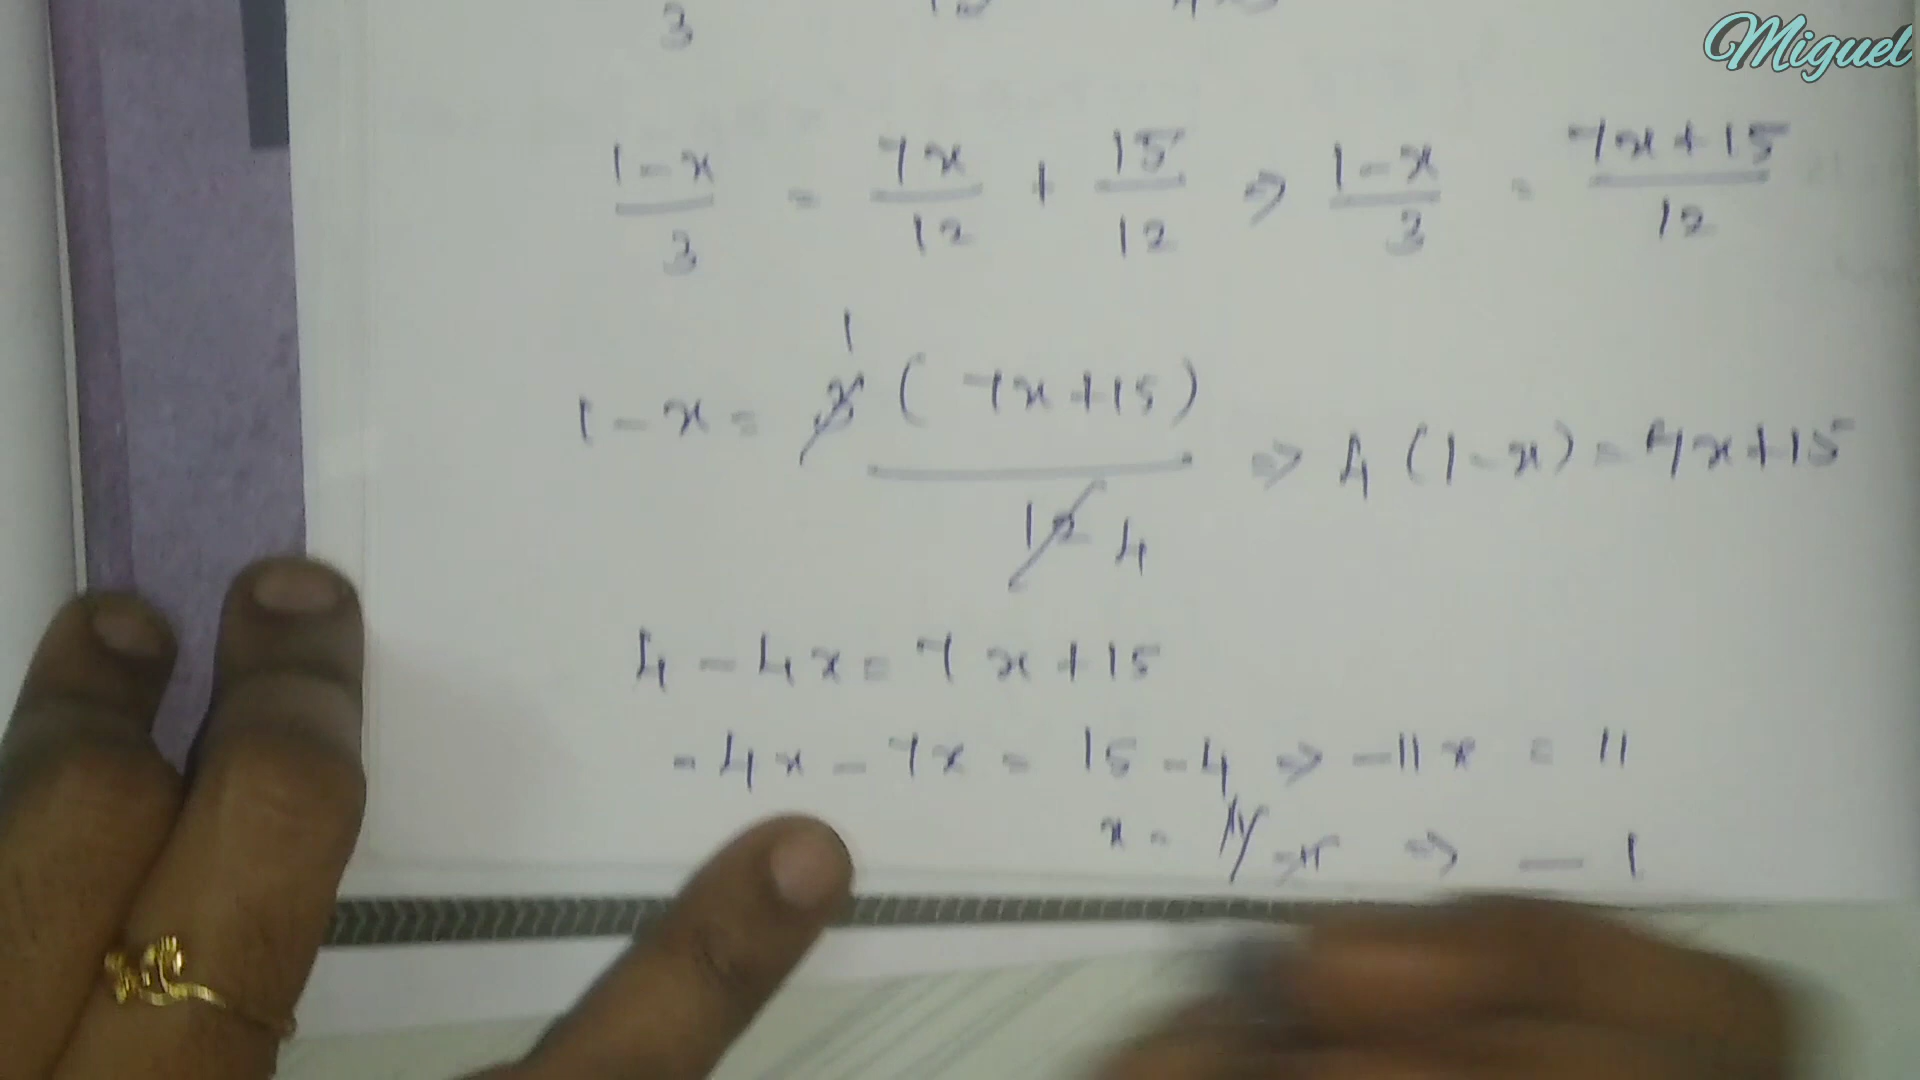 Miguel
3
1-x/3 = 7x/12 + 15/12 ⇒ 1-x/3 = 7x+15/12
1
1-x = 3(7x+15)/12 4 ⇒ 4(1-x) = 7x+15
4-4x = 7x+15
-4x-7x = 15-4 ⇒ -11x = 11
x = 11/-11 ⇒ -1